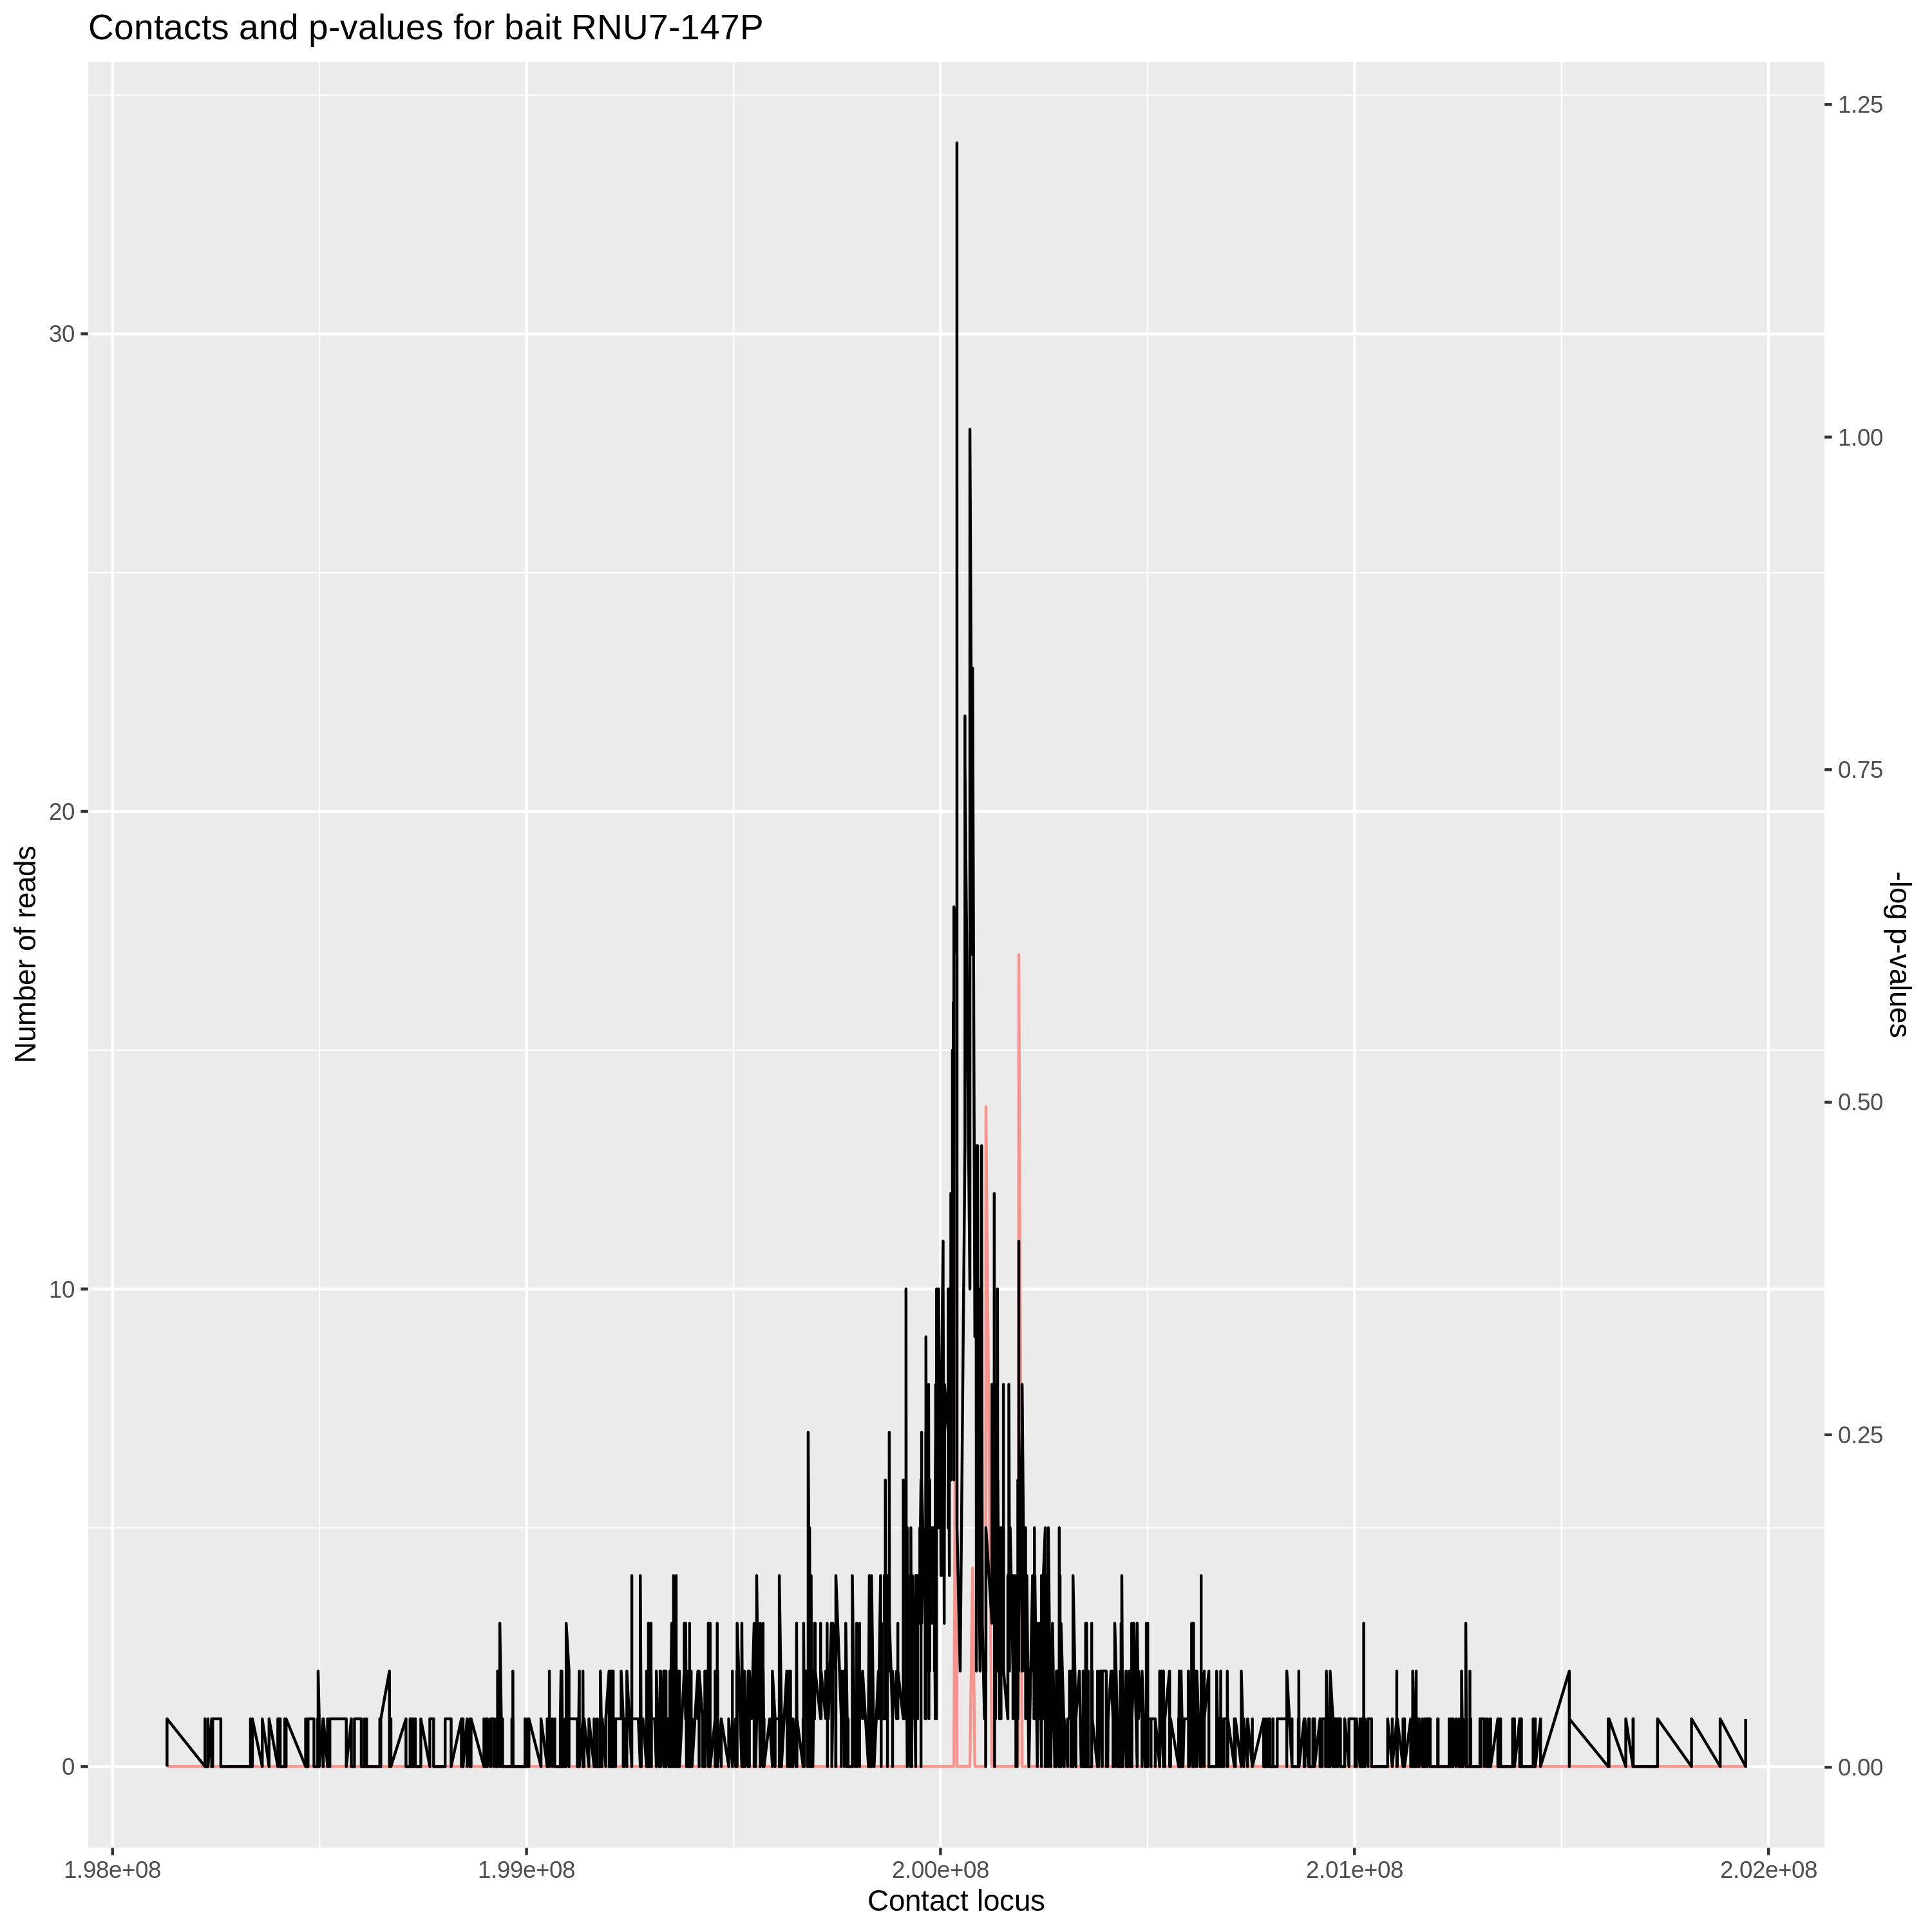 Contacts and p-values for bait RNU7-147P
1.25
30
1.00
0.75
20
Number of reads
-log p-values
0.50
10
0.25
0
0.00
1.98e+08 1.99e+08 2.00e+08 2.01e+08 2.02e+08
Contact locus